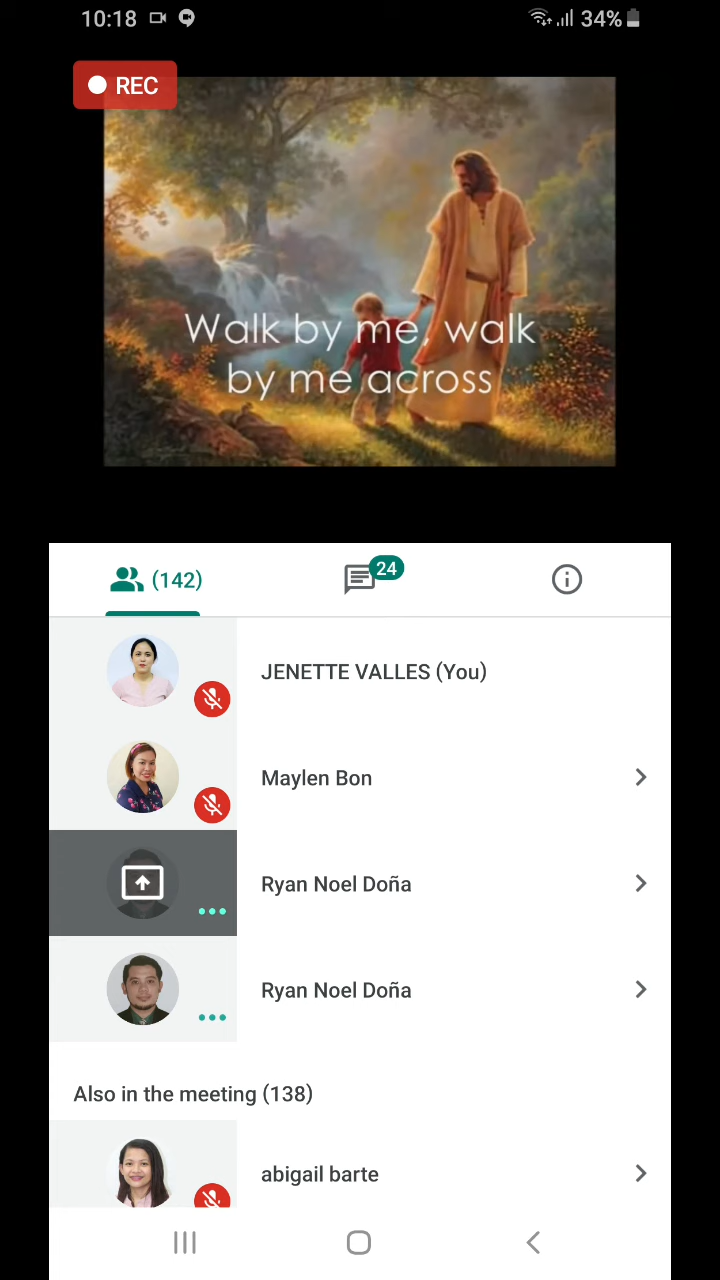 10:18
34%
REC
Walk by me, walk
by me across
(142)
24
JENETTE VALLES (You)
Maylen Bon
Ryan Noel Doña
Ryan Noel Doña
Also in the meeting (138)
abigail barte